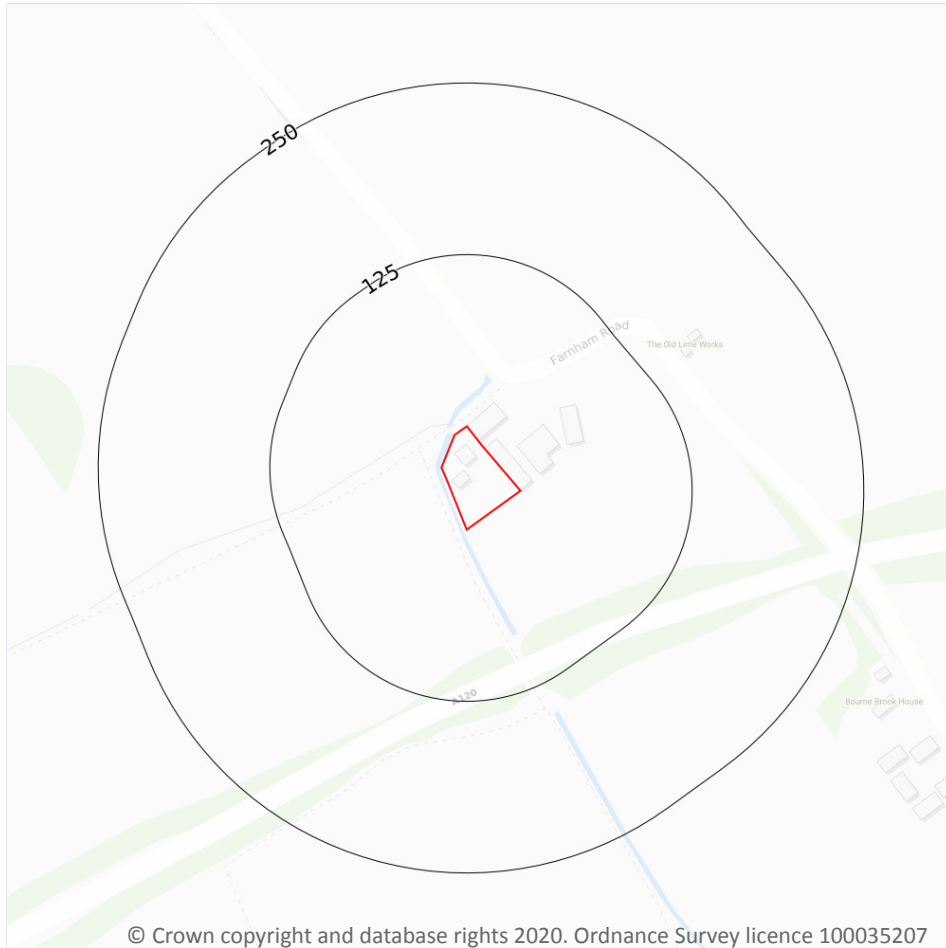 250
125
Farnham Road
The Old Lime Works
A120
Bourne Brook House
© Crown copyright and database rights 2020. Ordnance Survey licence 100035207